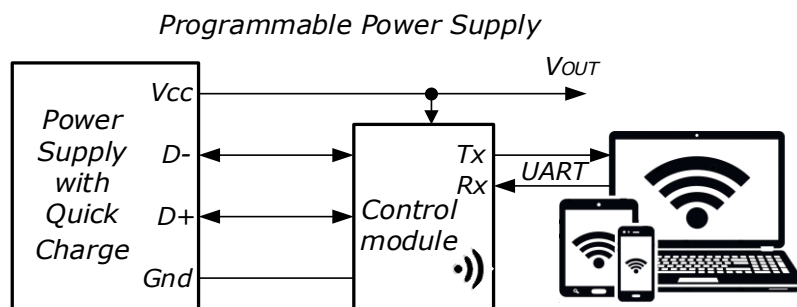 Programmable Power Supply
Vcc
VOUT
Power
Supply
with
Quick
Charge
D-
D+
Gnd
Tx
Rx
UART
Control
module